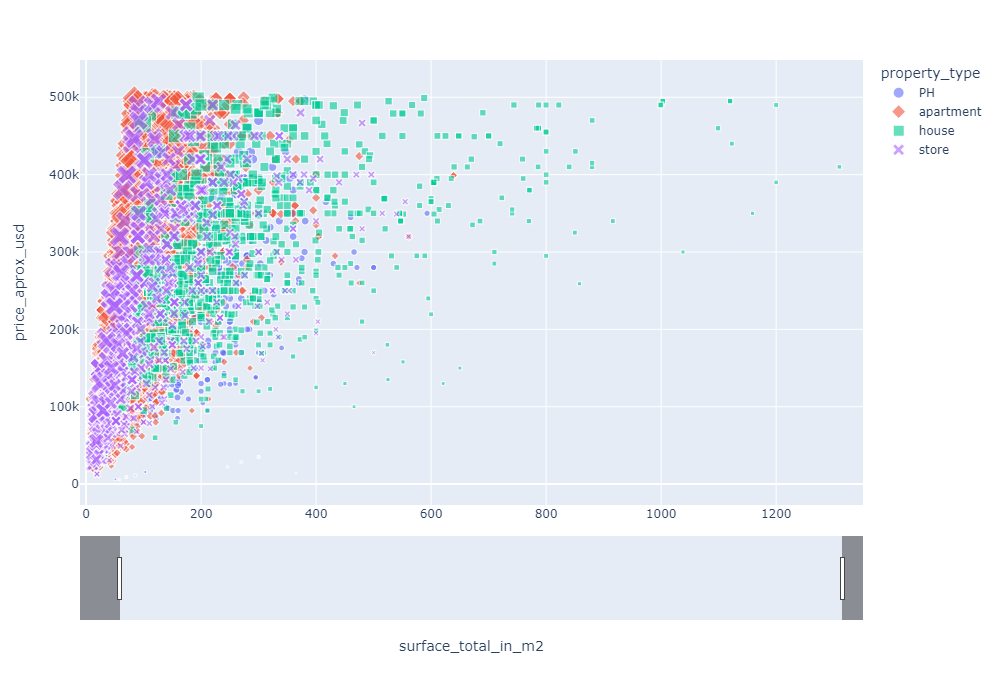 property_type
PH
apartment
house
store
price_aprox_usd
500k
400k
300k
200k
100k
0
0 200 400 600 800 1000 1200
surface_total_in_m2